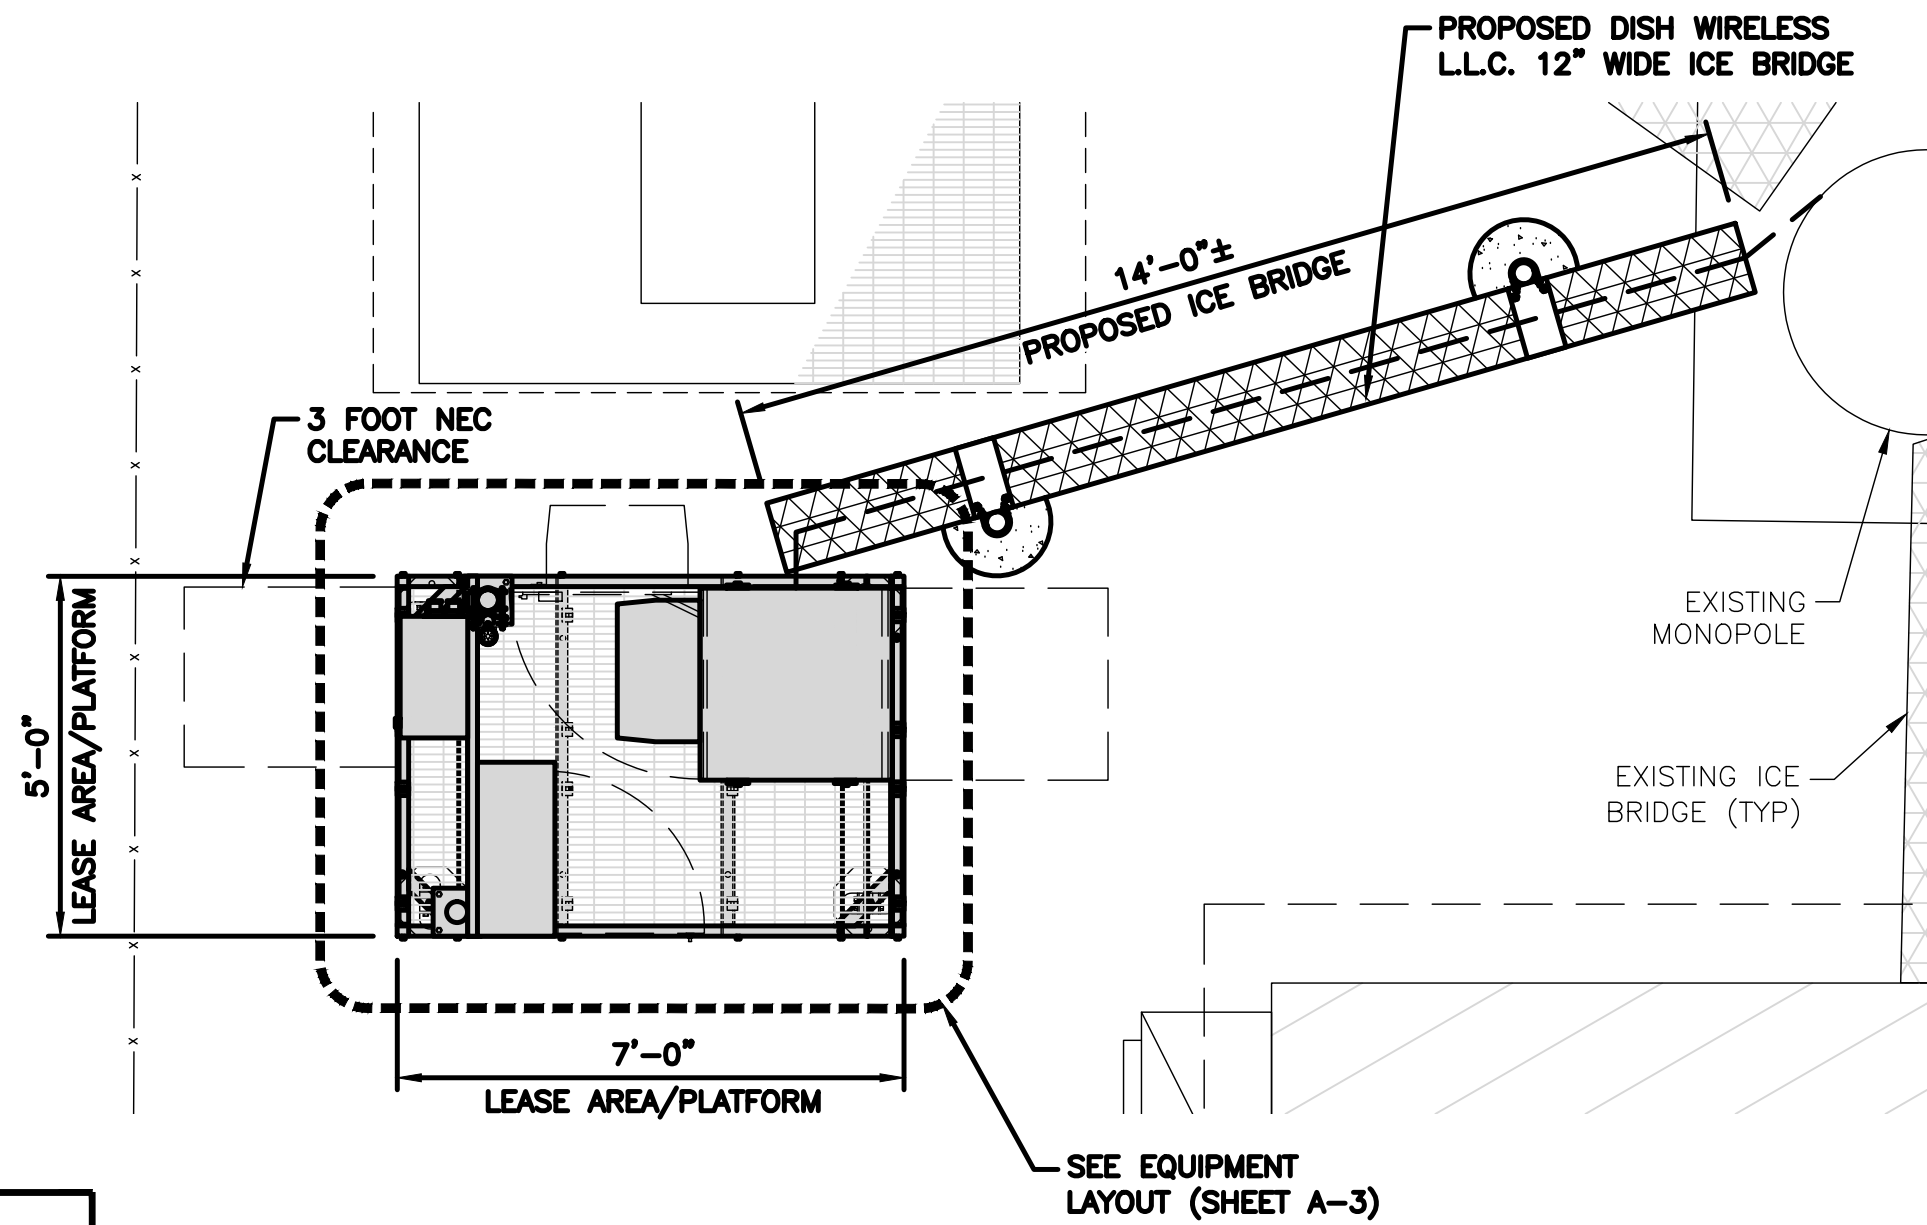 PROPOSED DISH WIRELESS
L.L.C. 12" WIDE ICE BRIDGE
14'-0"±
PROPOSED ICE BRIDGE
3 FOOT NEC
CLEARANCE
5'-0"
LEASE AREA/PLATFORM
EXISTING
MONOPOLE
EXISTING ICE
BRIDGE (TYP)
7'-0"
LEASE AREA/PLATFORM
SEE EQUIPMENT
LAYOUT (SHEET A-3)